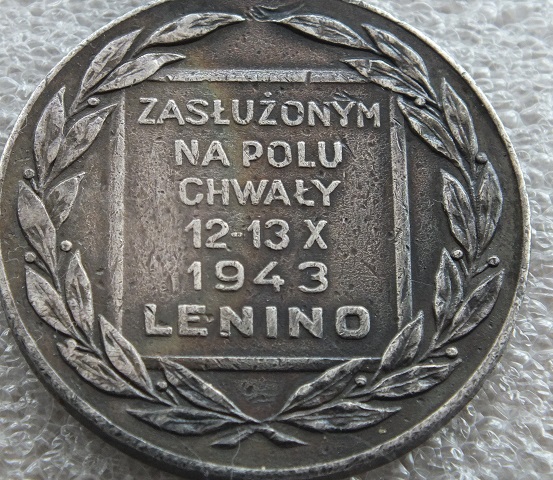 ZASŁUŻONYM
NA POLU
CHWAŁY
12-13 X
1943
LENINO